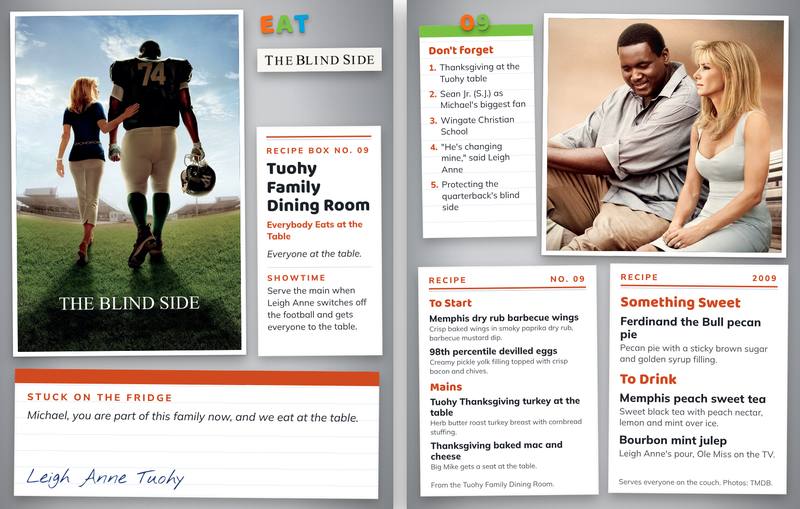 74
THE BLIND SIDE
EAT
THE BLIND SIDE
RECIPE BOX NO. 09
Tuohy
Family
Dining Room
Everybody Eats at the
Table
Everyone at the table.
SHOWTIME
Serve the main when
Leigh Anne switches off
the football and gets
everyone to the table.
STUCK ON THE FRIDGE
Michael, you are part of this family now, and we eat at the table.
Leigh Anne Tuohy
09
Don't forget
1. Thanksgiving at the
Tuohy table
2. Sean Jr. (S.J.) as
Michael's biggest fan
3. Wingate Christian
School
4. "He's changing
mine," said Leigh
Anne
5. Protecting the
quarterback's blind
side
RECIPE NO. 09
To Start
Memphis dry rub barbecue wings
Crisp baked wings in smoky paprika dry rub,
barbecue mustard dip.
98th percentile devilled eggs
Creamy pickle yolk filling topped with crisp
bacon and chives.
Mains
Tuohy Thanksgiving turkey at the
table
Herb butter roast turkey breast with cornbread
stuffing.
Thanksgiving baked mac and
cheese
Big Mike gets a seat at the table.
From the Tuohy Family Dining Room.
RECIPE 2009
Something Sweet
Ferdinand the Bull pecan
pie
Pecan pie with a sticky brown sugar
and golden syrup filling.
To Drink
Memphis peach sweet tea
Sweet black tea with peach nectar,
lemon and mint over ice.
Bourbon mint julep
Leigh Anne's pour, Ole Miss on the TV.
Serves everyone on the couch. Photos: TMDB.